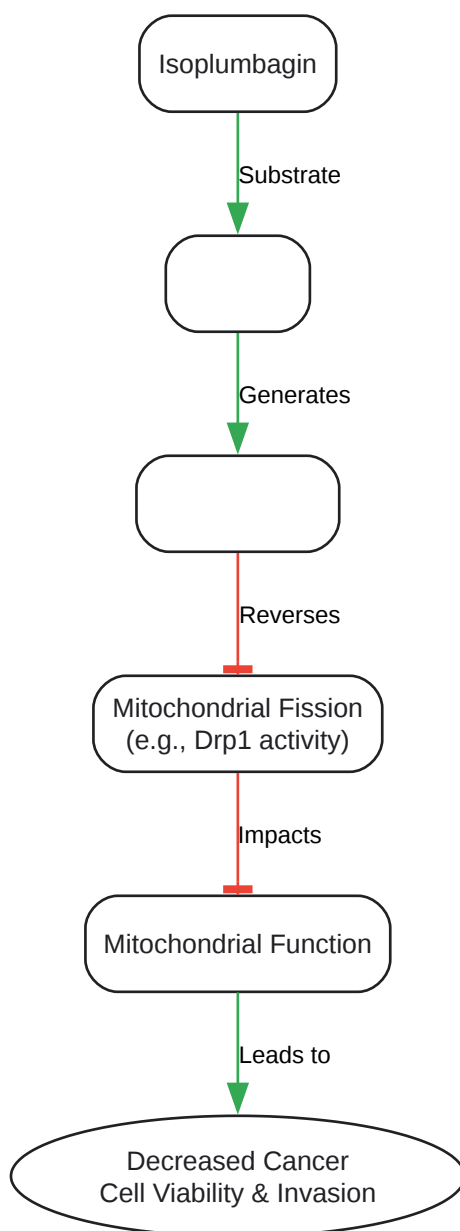 Isoplumbagin
Substrate
Generates
Reverses
Mitochondrial Fission
(e.g., Drp1 activity)
Impacts
Mitochondrial Function
Leads to
Decreased Cancer
Cell Viability & Invasion